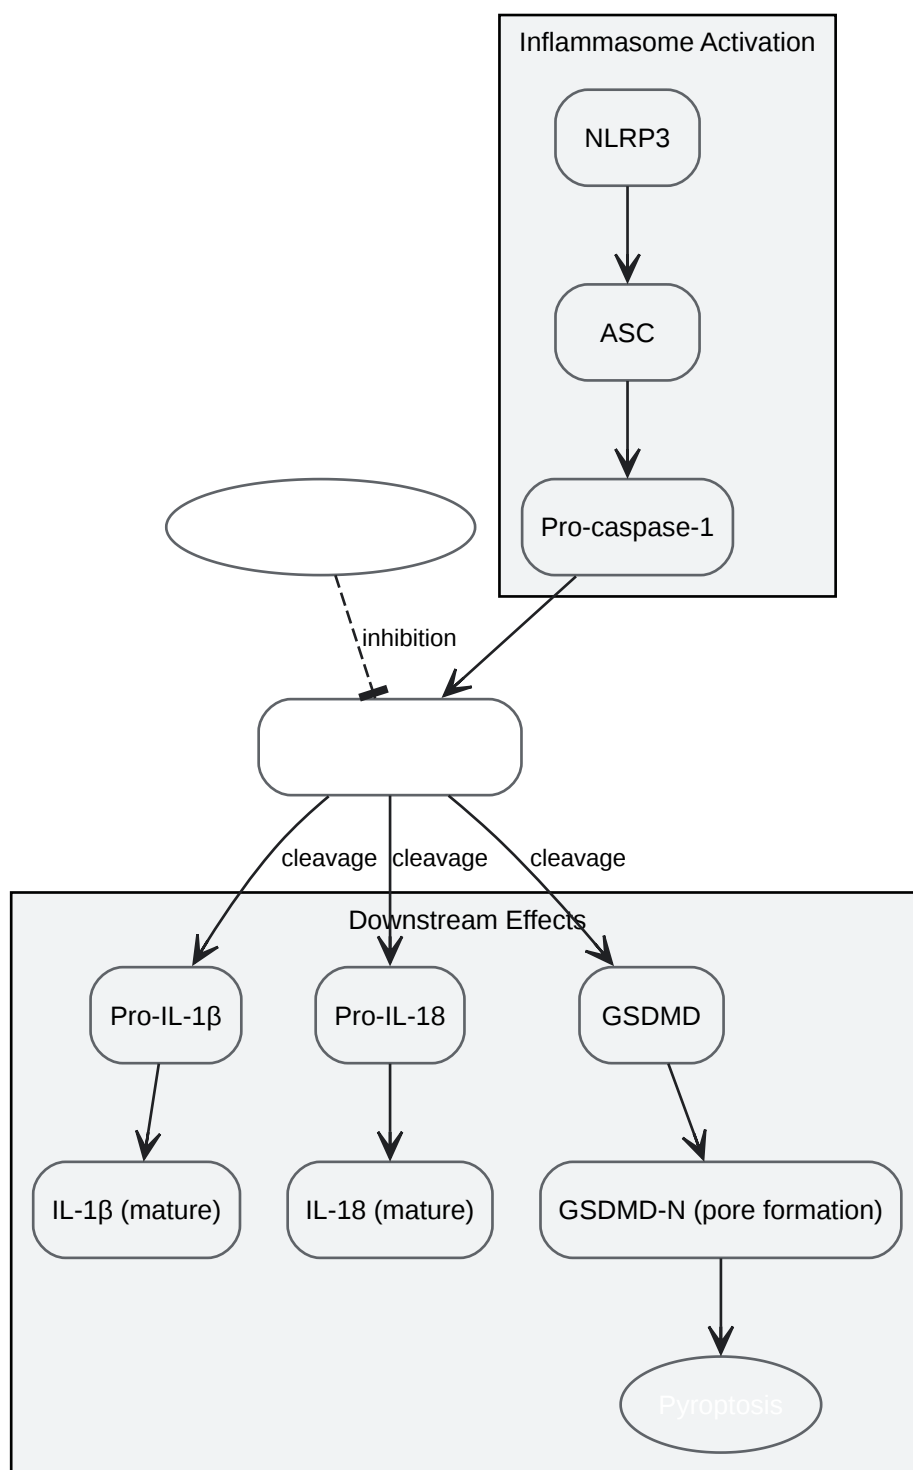 Inflammasome Activation
NLRP3
ASC
Pro-caspase-1
inhibition
cleavage
cleavage
cleavage
Downstream Effects
Pro-IL-1β
Pro-IL-18
GSDMD
IL-1β (mature)
IL-18 (mature)
GSDMD-N (pore formation)
Pyroptosis